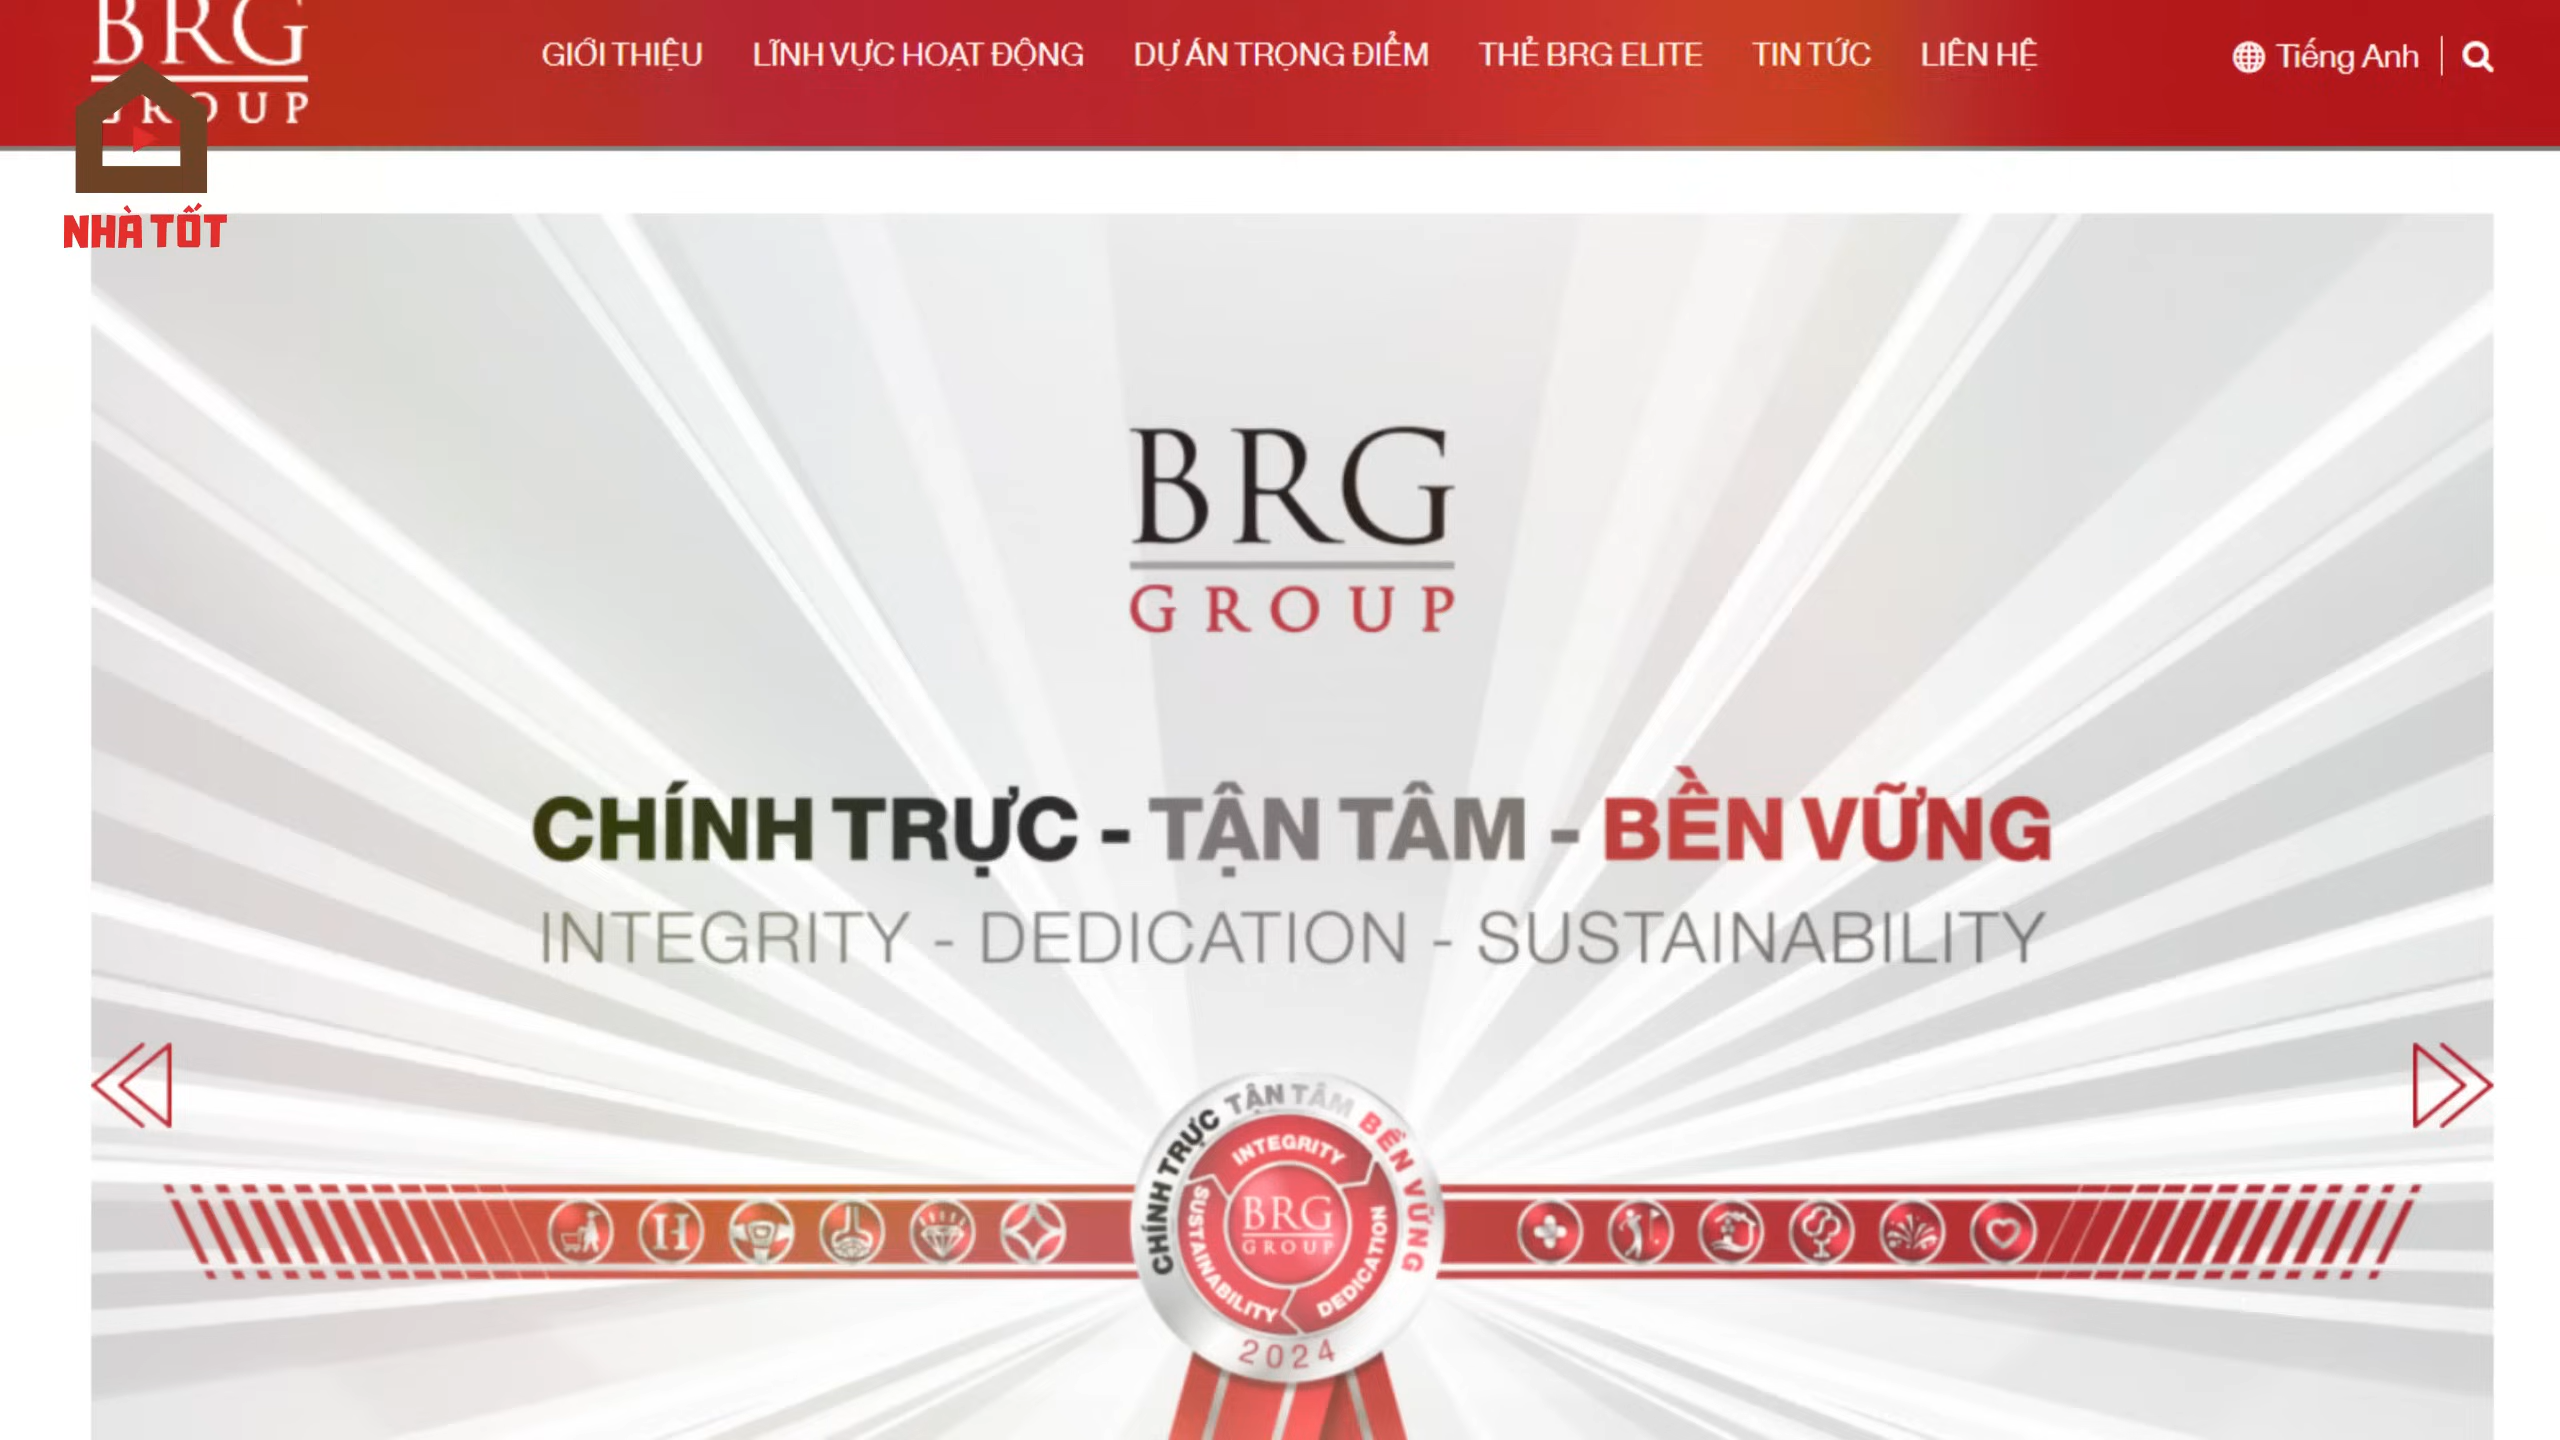 BRG
GROUP
GIỚI THIỆU
LĨNH VỰC HOẠT ĐỘNG
DỰ ÁN TRỌNG ĐIỂM
THẺ BRG ELITE
TIN TỨC
LIÊN HỆ
Tiếng Anh
NHÀ TỐT
BRG
GROUP
CHÍNH TRỰC - TẬN TÂM - BỀN VỮNG
INTEGRITY - DEDICATION - SUSTAINABILITY
CHÍNH TRỰC TẬN TÂM BỀN VỮNG
INTEGRITY
DEDICATION
SUSTAINABILITY
BRG
GROUP
2024